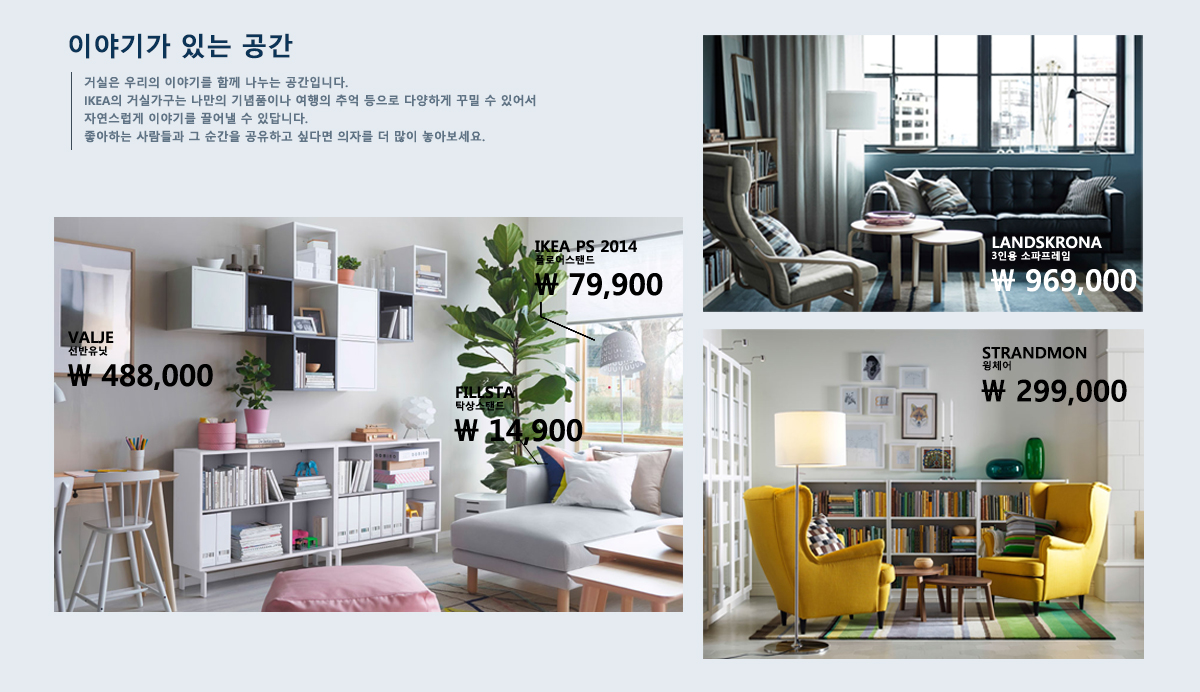 이야기가 있는 공간
거실은 우리의 이야기를 함께 나누는 공간입니다.
IKEA의 거실가구는 나만의 기념품이나 여행의 추억 등으로 다양하게 꾸밀 수 있어서
자연스럽게 이야기를 끌어낼 수 있답니다.
좋아하는 사람들과 그 순간을 공유하고 싶다면 의자를 더 많이 놓아보세요.
IKEA PS 2014
플로어스탠드
₩ 79,900
VALJE
선반유닛
₩ 488,000
FILLSTA
탁상스탠드
₩ 14,900
LANDSKRONA
3인용 소파프레임
₩ 969,000
STRANDMON
윙체어
₩ 299,000